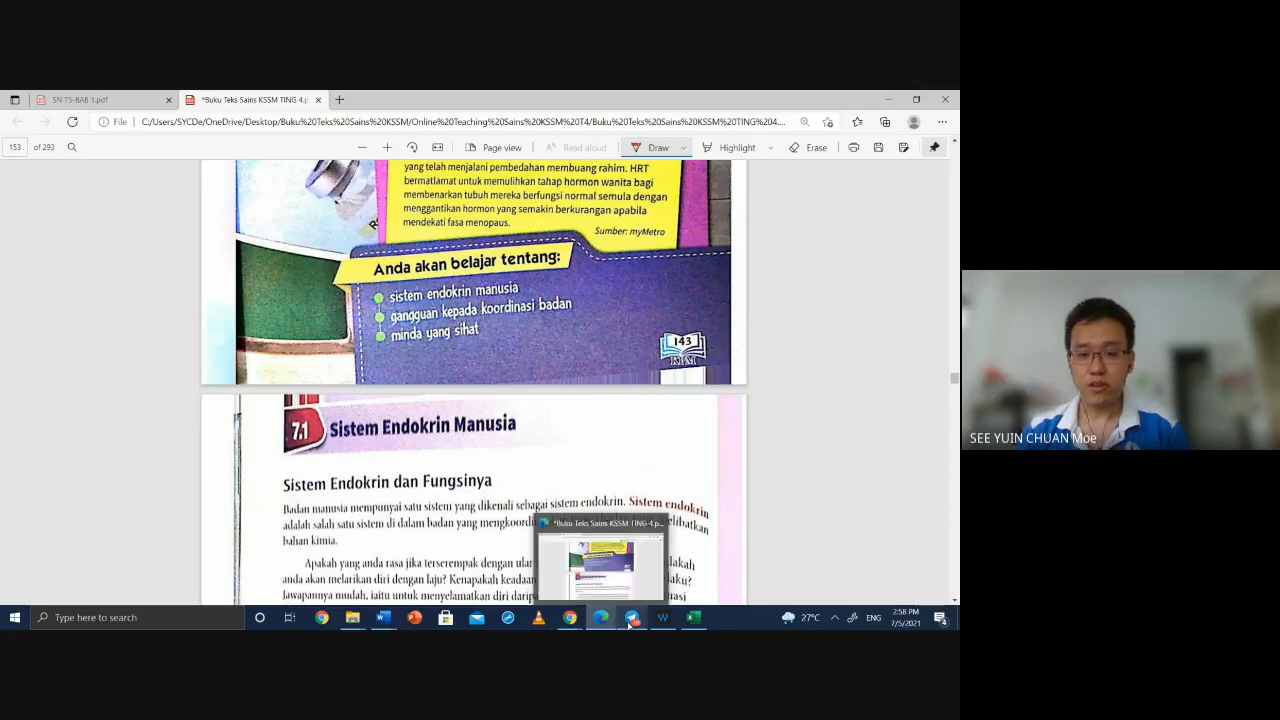 SN T5-BAB 1.pdf
*Buku Teks Sains KSSM TING 4.p
File
C:/Users/SYCDe/OneDrive/Desktop/Buku%20Teks%20Sains%20KSSM/Online%20Teaching%20Sains%20KSSM%20T4/Buku%20Teks%20Sains%20KSSM%20TING%204....
153 of 293
Page view
Read aloud
Draw
Highlight
Erase
yang telah menjalani pembedahan membuang rahim. HRT
bermatlamat untuk memulihkan tahap hormon wanita bagi
membenarkan tubuh mereka berfungsi normal semula dengan
menggantikan hormon yang semakin berkurangan apabila
mendekati fasa menopaus.
Sumber: myMetro
Anda akan belajar tentang:
sistem endokrin manusia
gangguan kepada koordinasi badan
minda yang sihat
143
7.1 Sistem Endokrin Manusia
Sistem Endokrin dan Fungsinya
Badan manusia mempunyai satu sistem yang dikenali sebagai sistem endokrin. Sistem endokrin
adalah salah satu sistem di dalam badan yang mengkoordi
bahan kimia.
Apakah yang anda rasa jika terserempak dengan ular
anda akan melarikan diri dengan laju? Kenapakah keadaan
Jawapannya mudah, iaitu untuk menyelamatkan diri
*Buku Teks Sains KSSM TING 4.p...
SEE YUIN CHUAN Moe
Type here to search
27°C
ENG
2:58 PM
7/5/2021
4